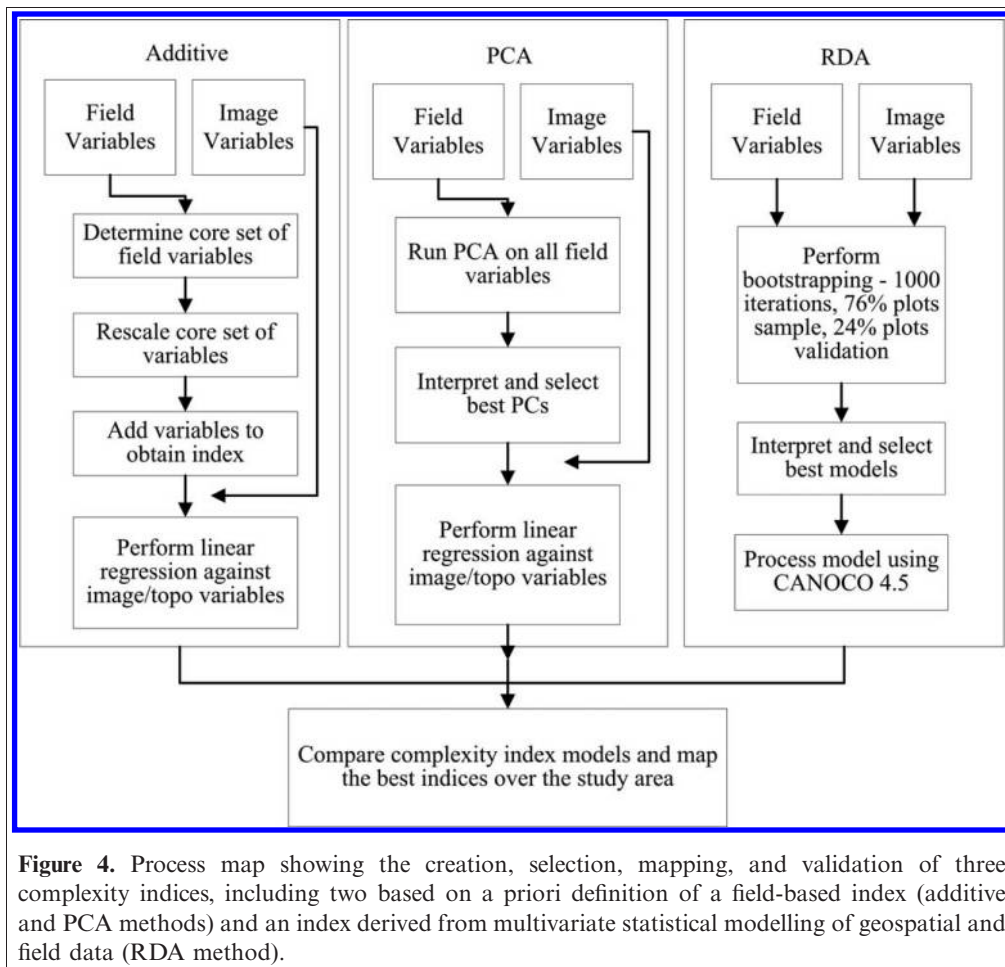 Additive
Field
Variables
Image
Variables
Determine core set of
field variables
Rescale core set of
variables
Add variables to
obtain index
Perform linear
regression against
image/topo variables
PCA
Field
Variables
Image
Variables
Run PCA on all field
variables
Interpret and select
best PCs
Perform linear
regression against
image/topo variables
RDA
Field
Variables
Image
Variables
Perform
bootstrapping - 1000
iterations, 76% plots
sample, 24% plots
validation
Interpret and select
best models
Process model using
CANOCO 4.5
Compare complexity index models and map
the best indices over the study area
Figure 4. Process map showing the creation, selection, mapping, and validation of three
complexity indices, including two based on a priori definition of a field-based index (additive
and PCA methods) and an index derived from multivariate statistical modelling of geospatial and
field data (RDA method).